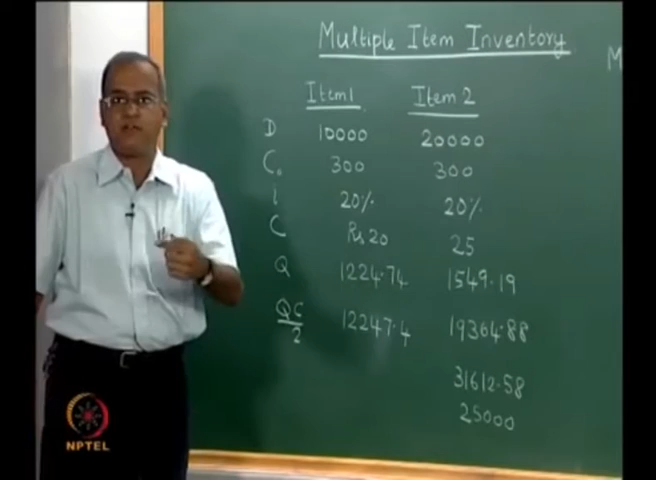 Multiple Item Inventory
M
Item 1 Item 2
D 10000 20000
C₀ 300 300
i 20% 20%
C Rs 20 25
Q 1224.74 1549.19
QC/2 12247.4 19364.88
31612.58
25000
NPTEL